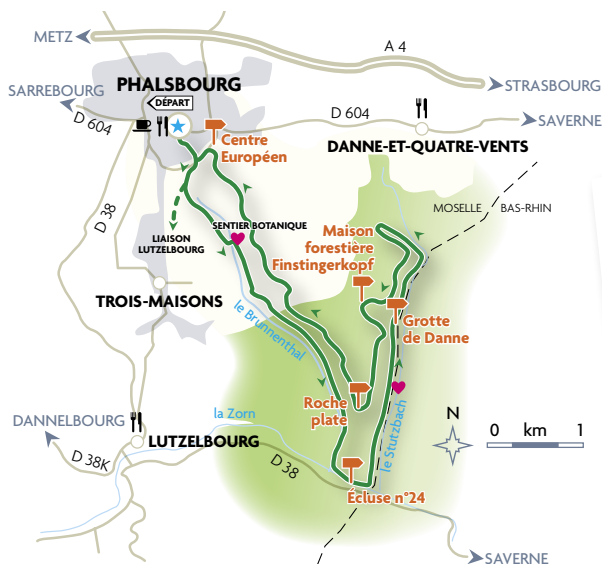 METZ
A 4
STRASBOURG
PHALSBOURG
SARREBOURG
DÉPART
D 604
D 604
SAVERNE
Centre
Européen
DANNE-ET-QUATRE-VENTS
D 38
MOSELLE
BAS-RHIN
LIAISON
LUTZELBOURG
SENTIER BOTANIQUE
Maison
forestière
Finstingerkopf
TROIS-MAISONS
le Brunnenthal
Grotte
de Danne
Roche
plate
le Stutzbach
DANNELBOURG
la Zorn
LUTZELBOURG
N
0 km 1
D 38K
D 38
Écluse n°24
SAVERNE